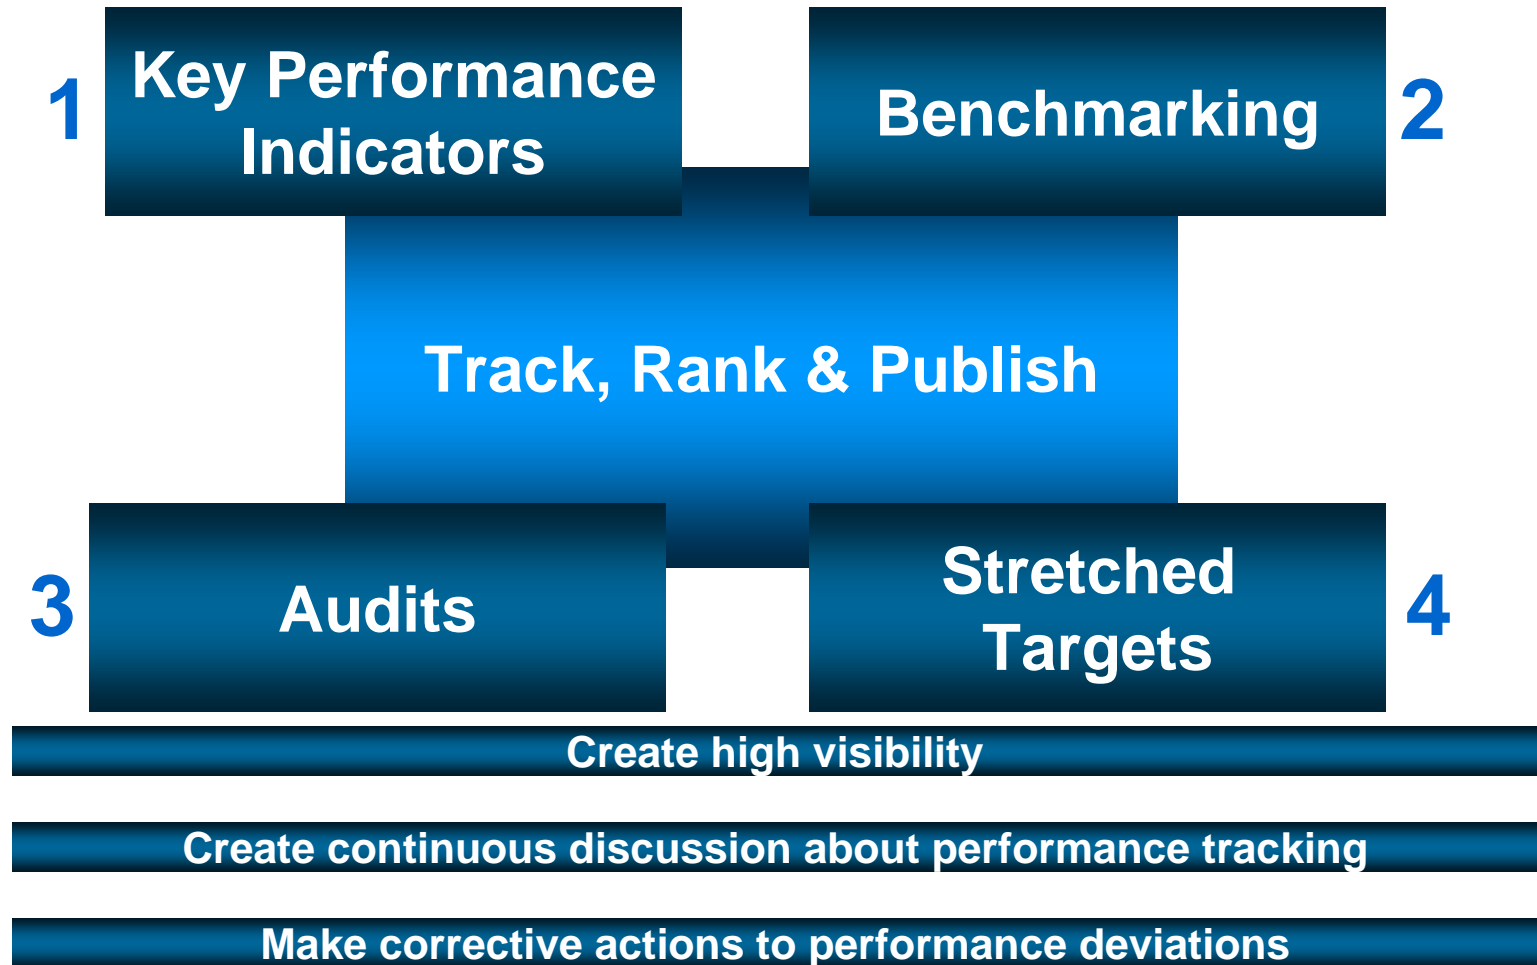 1
Key Performance
Indicators
Benchmarking
2
Track, Rank & Publish
3
Audits
Stretched
Targets
4
Create high visibility
Create continuous discussion about performance tracking
Make corrective actions to performance deviations